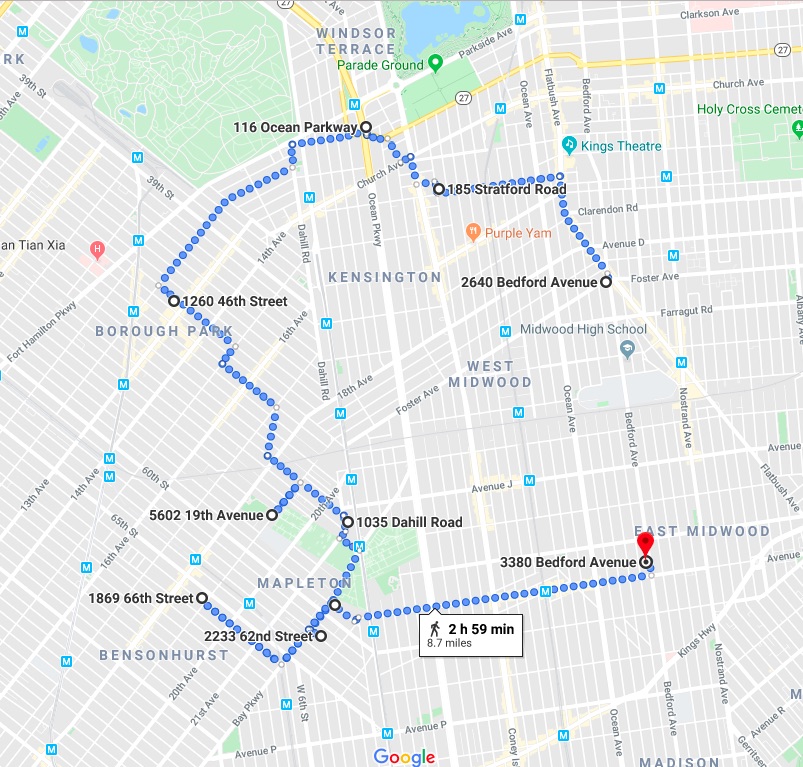 27
WINDSOR
TERRACE
Clarkson Ave
Parkside Ave
Parade Ground
27
RK
39th St
Church Ave
27
Ocean Ave
Flatbush Ave
Bedford Ave
Holy Cross Cemet
116 Ocean Parkway
Kings Theatre
39th St
Church Ave
185 Stratford Road
Ocean Pkwy
Clarendon Rd
an Tian Xia
Dahill Rd
14th Ave
Purple Yam
Avenue D
KENSINGTON
2640 Bedford Avenue
Foster Ave
1260 46th Street
Albany Ave
Farragut Rd
Fort Hamilton Pkwy
BOROUGH PARK
16th Ave
Midwood High School
WEST
MIDWOOD
Dahill Rd
18th Ave
Foster Ave
Ocean Ave
Bedford Ave
Nostrand Ave
Avenue
60th St
14th Ave
13th Ave
Avenue J
Flatbush Ave
20th Ave
5602 19th Avenue
1035 Dahill Road
65th St
16th Ave
EAST MIDWOOD
3380 Bedford Avenue
Avenue
MAPLETON
1869 66th Street
2 h 59 min
8.7 miles
2233 62nd Street
Kings Hwy
BENSONHURST
20th Ave
21st Ave
Bay Pkwy
W 6th St
Nostrand Ave
Bedford Ave
Ocean Ave
Coney Is
Avenue P
Avenue R
Avenue P
Gerritse
Google
MADISON